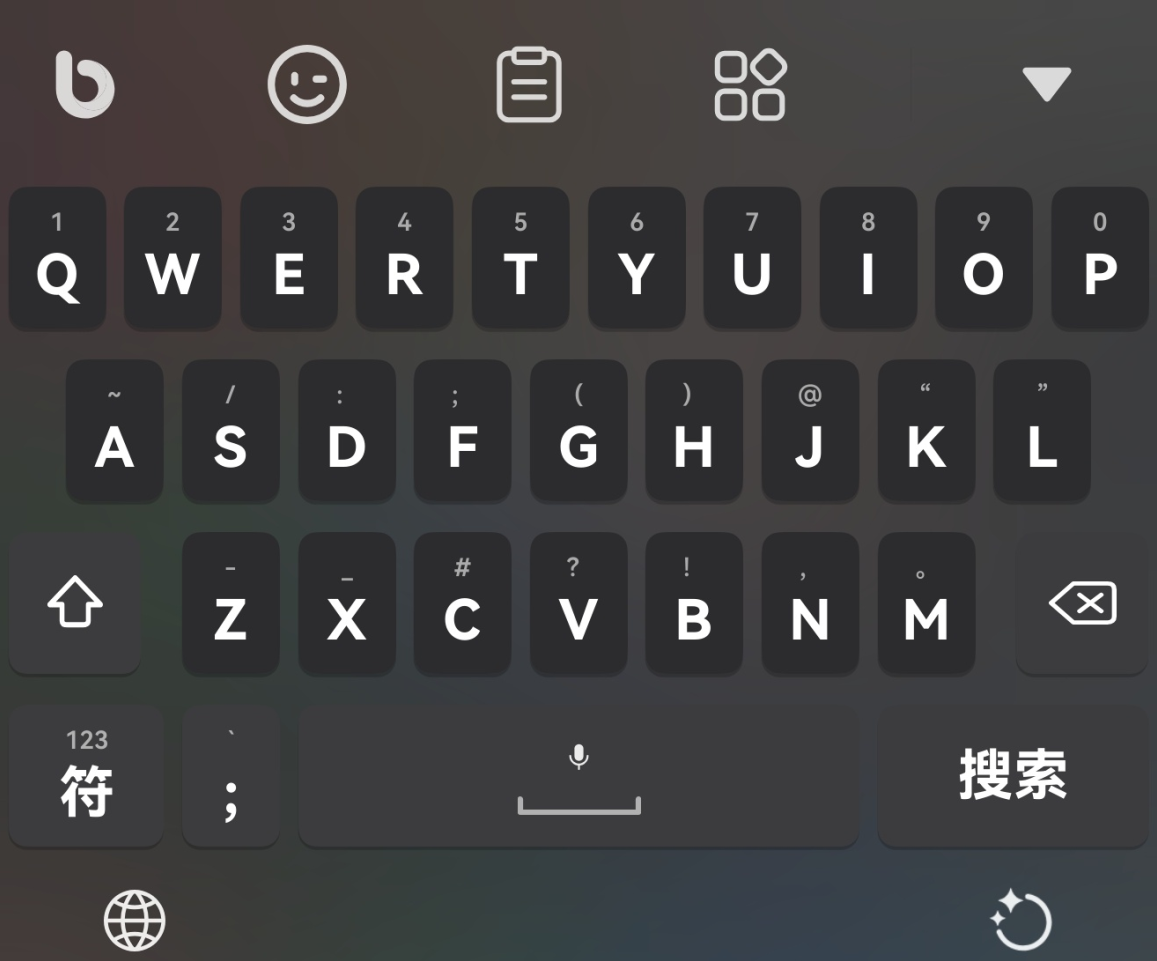 1 2 3 4 5 6 7 8 9 0
Q W E R T Y U I O P
~ / : ; ( ) @ “ ”
A S D F G H J K L
- _ # ? ! , 。
Z X C V B N M
123 `
符 ; 搜索